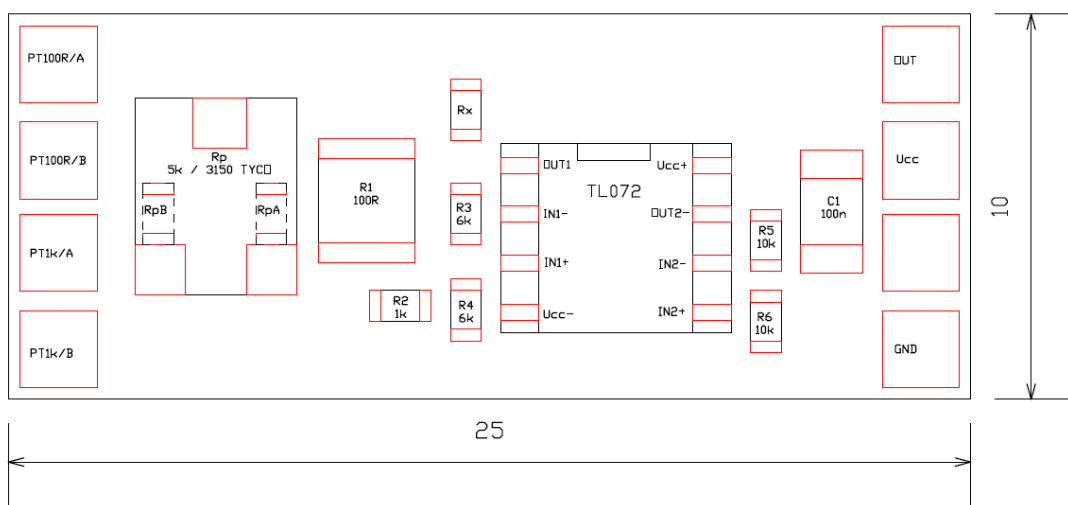 PT100R/A
PT100R/B
PT1k/A
PT1k/B
Rp
5k / 3150 TYCO
RpB
RpA
R1
100R
R2
1k
Rx
R3
6k
R4
6k
OUT1
IN1-
IN1+
Ucc-
TL072
Ucc+
OUT2-
IN2-
IN2+
R5
10k
R6
10k
C1
100n
OUT
Ucc
GND
10
25